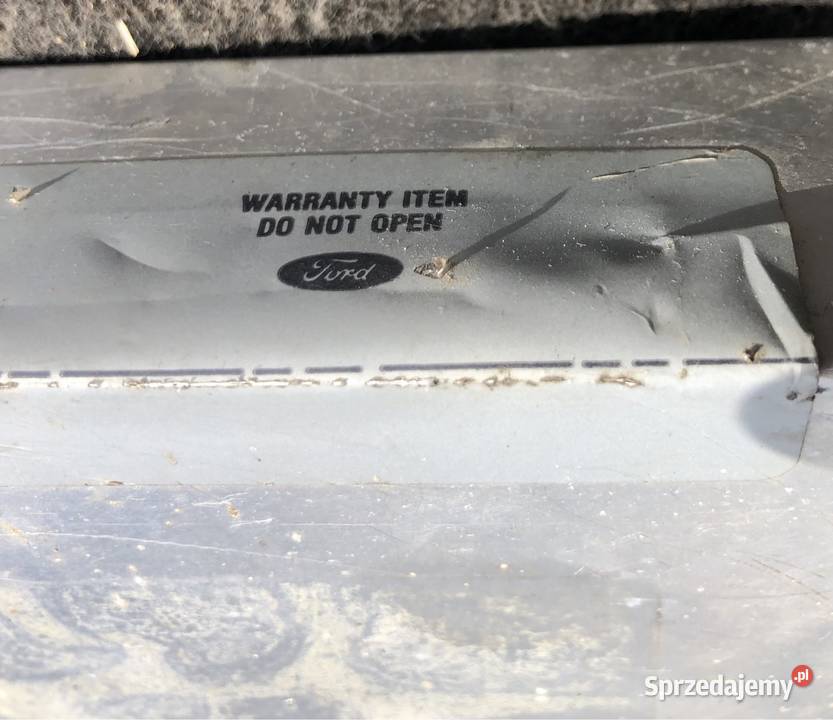 WARRANTY ITEM
DO NOT OPEN
Ford
Sprzedajemy.pl